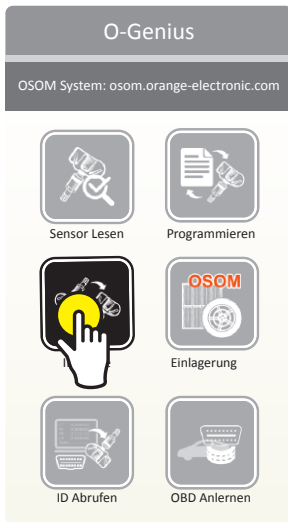 O-Genius
OSOM System: osom.orange-electronic.com
Sensor Lesen
Programmieren
OSOM
Einlagerung
ID Abrufen
OBD Anlernen